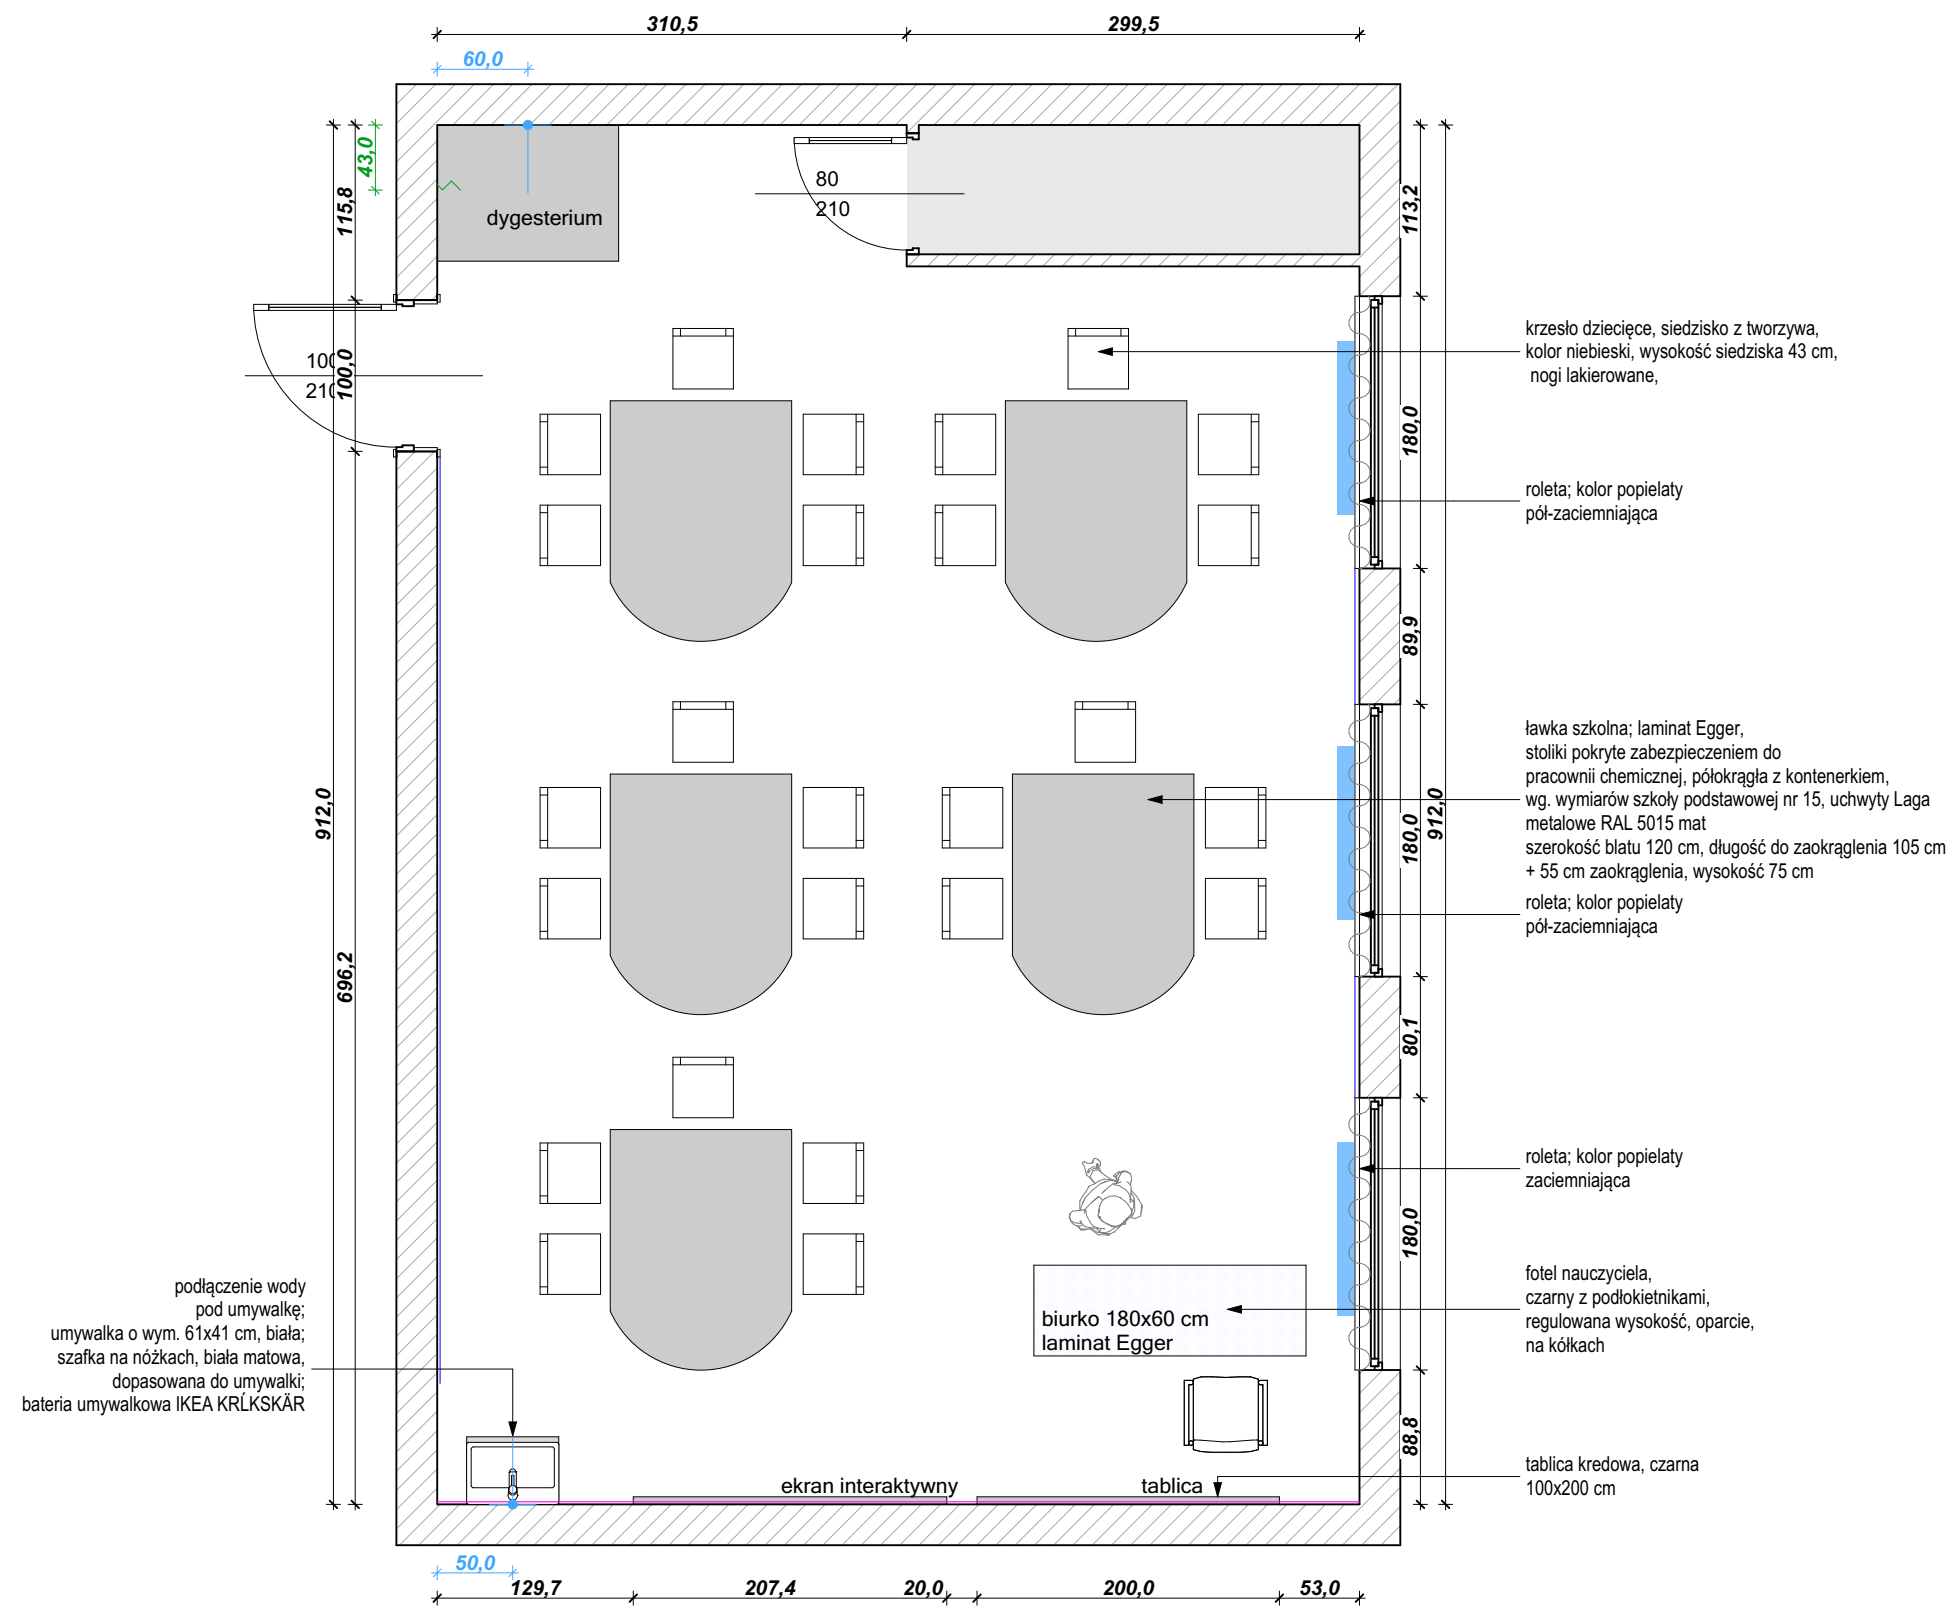 310,5
299,5
60,0
43,0
115,8
80
210
dygesterium
113,2
100
210
100,0
krzesło dziecięce, siedzisko z tworzywa,
kolor niebieski, wysokość siedziska 43 cm,
nogi lakierowane,
180,0
roleta; kolor popielaty
pół-zaciemniająca
89,9
ławka szkolna; laminat Egger,
stoliki pokryte zabezpieczeniem do
pracownii chemicznej, półokrągła z kontenerkiem,
wg. wymiarów szkoły podstawowej nr 15, uchwyty Laga
metalowe RAL 5015 mat
szerokość blatu 120 cm, długość do zaokrąglenia 105 cm
+ 55 cm zaokrąglenia, wysokość 75 cm
912,0
180,0
912,0
roleta; kolor popielaty
pół-zaciemniająca
696,2
80,1
roleta; kolor popielaty
zaciemniająca
180,0
fotel nauczyciela,
czarny z podłokietnikami,
regulowana wysokość, oparcie,
na kółkach
biurko 180x60 cm
laminat Egger
podłączenie wody
pod umywalkę;
umywalka o wym. 61x41 cm, biała;
szafka na nóżkach, biała matowa,
dopasowana do umywalki;
bateria umywalkowa IKEA KRĹKSKÄR
88,8
tablica kredowa, czarna
100x200 cm
ekran interaktywny
tablica
50,0
129,7
207,4
20,0
200,0
53,0